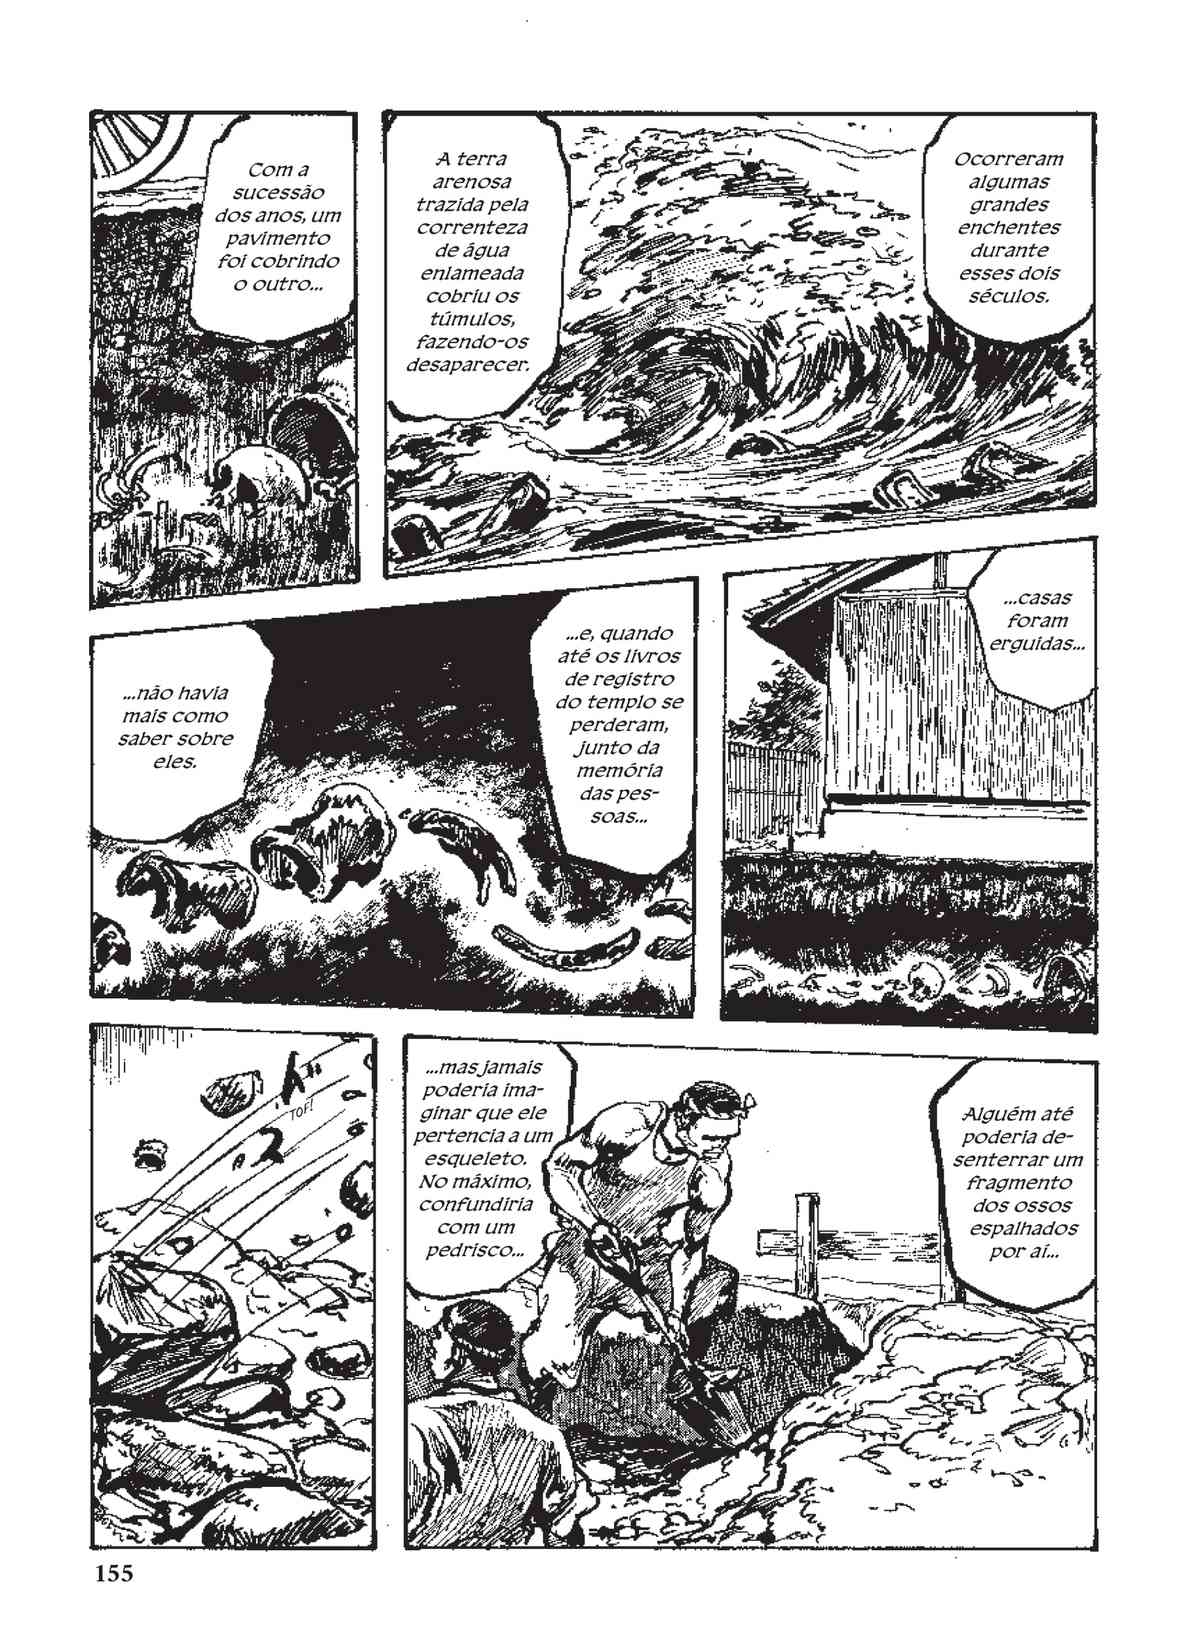 Ocorreram
algumas
grandes
enchentes
durante
esses dois
séculos.
A terra
arenosa
trazida pela
correnteza
de água
enlameada
cobriu os
túmulos,
fazendo-os
desaparecer.
Com a
sucessão
dos anos, um
pavimento
foi cobrindo
o outro...
...casas
foram
erguidas...
...e, quando
até os livros
de registro
do templo se
perderam,
junto da
memória
das pes-
soas...
...não havia
mais como
saber sobre
eles.
Alguém até
poderia de-
senterrar um
fragmento
dos ossos
espalhados
por aí...
...mas jamais
poderia ima-
ginar que ele
pertencia a um
esqueleto.
No máximo,
confundiria
com um
pedrisco...
TOF!
155